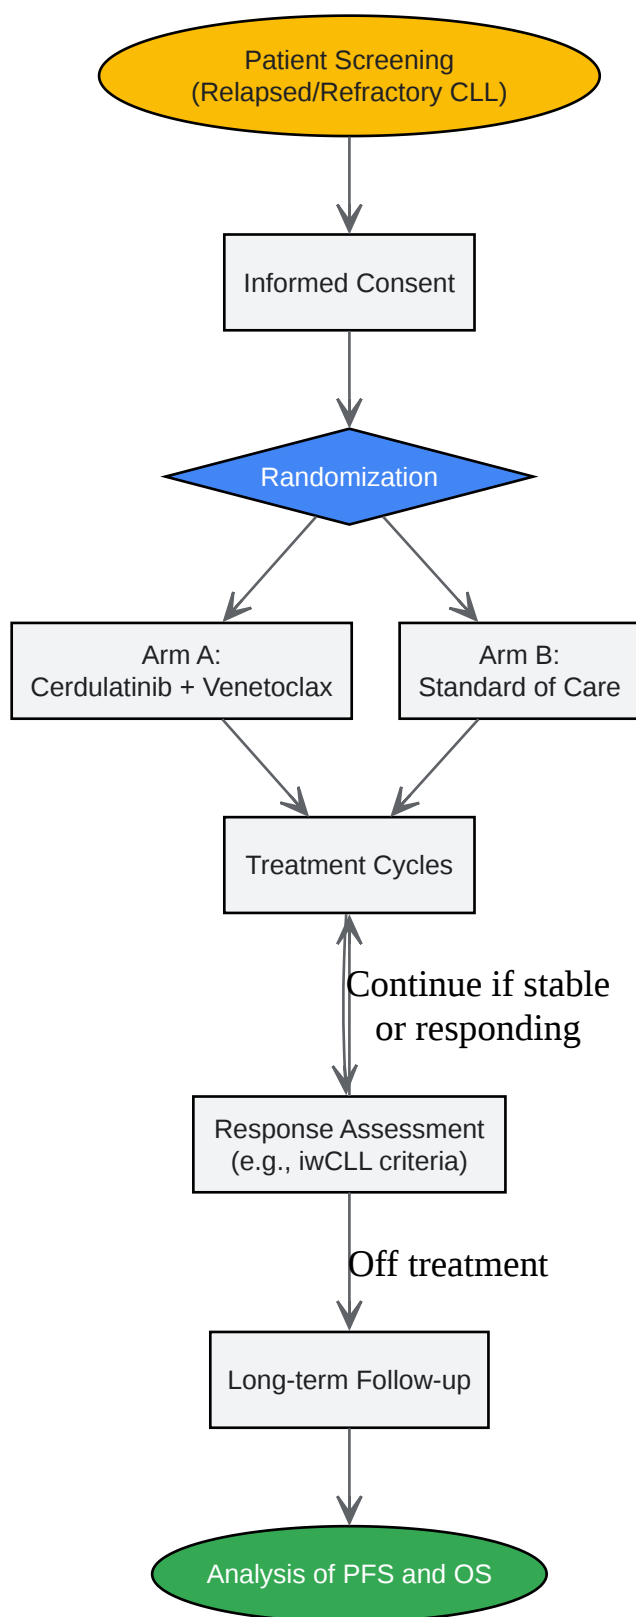 Patient Screening
(Relapsed/Refractory CLL)
Informed Consent
Randomization
Arm A:
Cerdulatinib + Venetoclax
Arm B:
Standard of Care
Treatment Cycles
Continue if stable
or responding
Response Assessment
(e.g., iwCLL criteria)
Off treatment
Long-term Follow-up
Analysis of PFS and OS